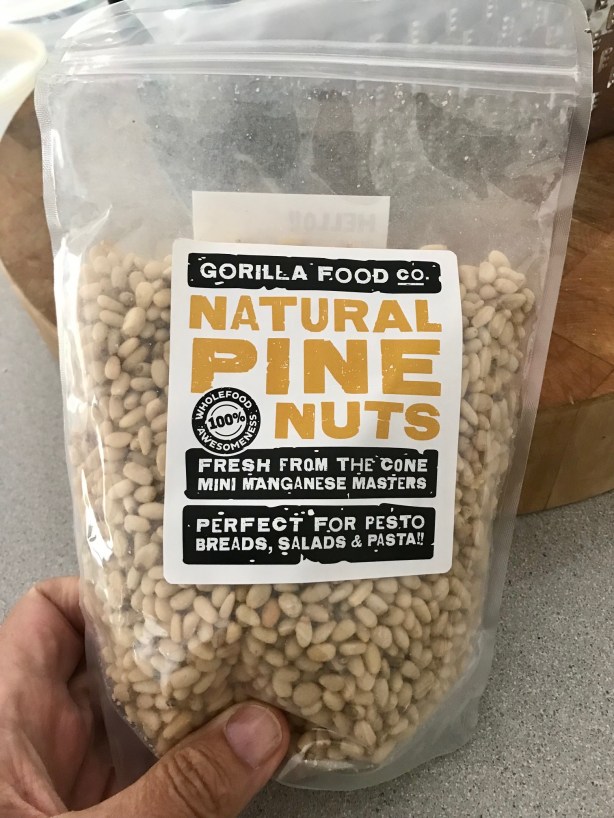 GORILLA FOOD CO.
NATURAL
PINE
NUTS
WHOLEFOOD
100%
AWESOMENESS
FRESH FROM THE CONE
MINI MANGANESE MASTERS
PERFECT FOR PESTO
BREADS, SALADS & PASTA!!